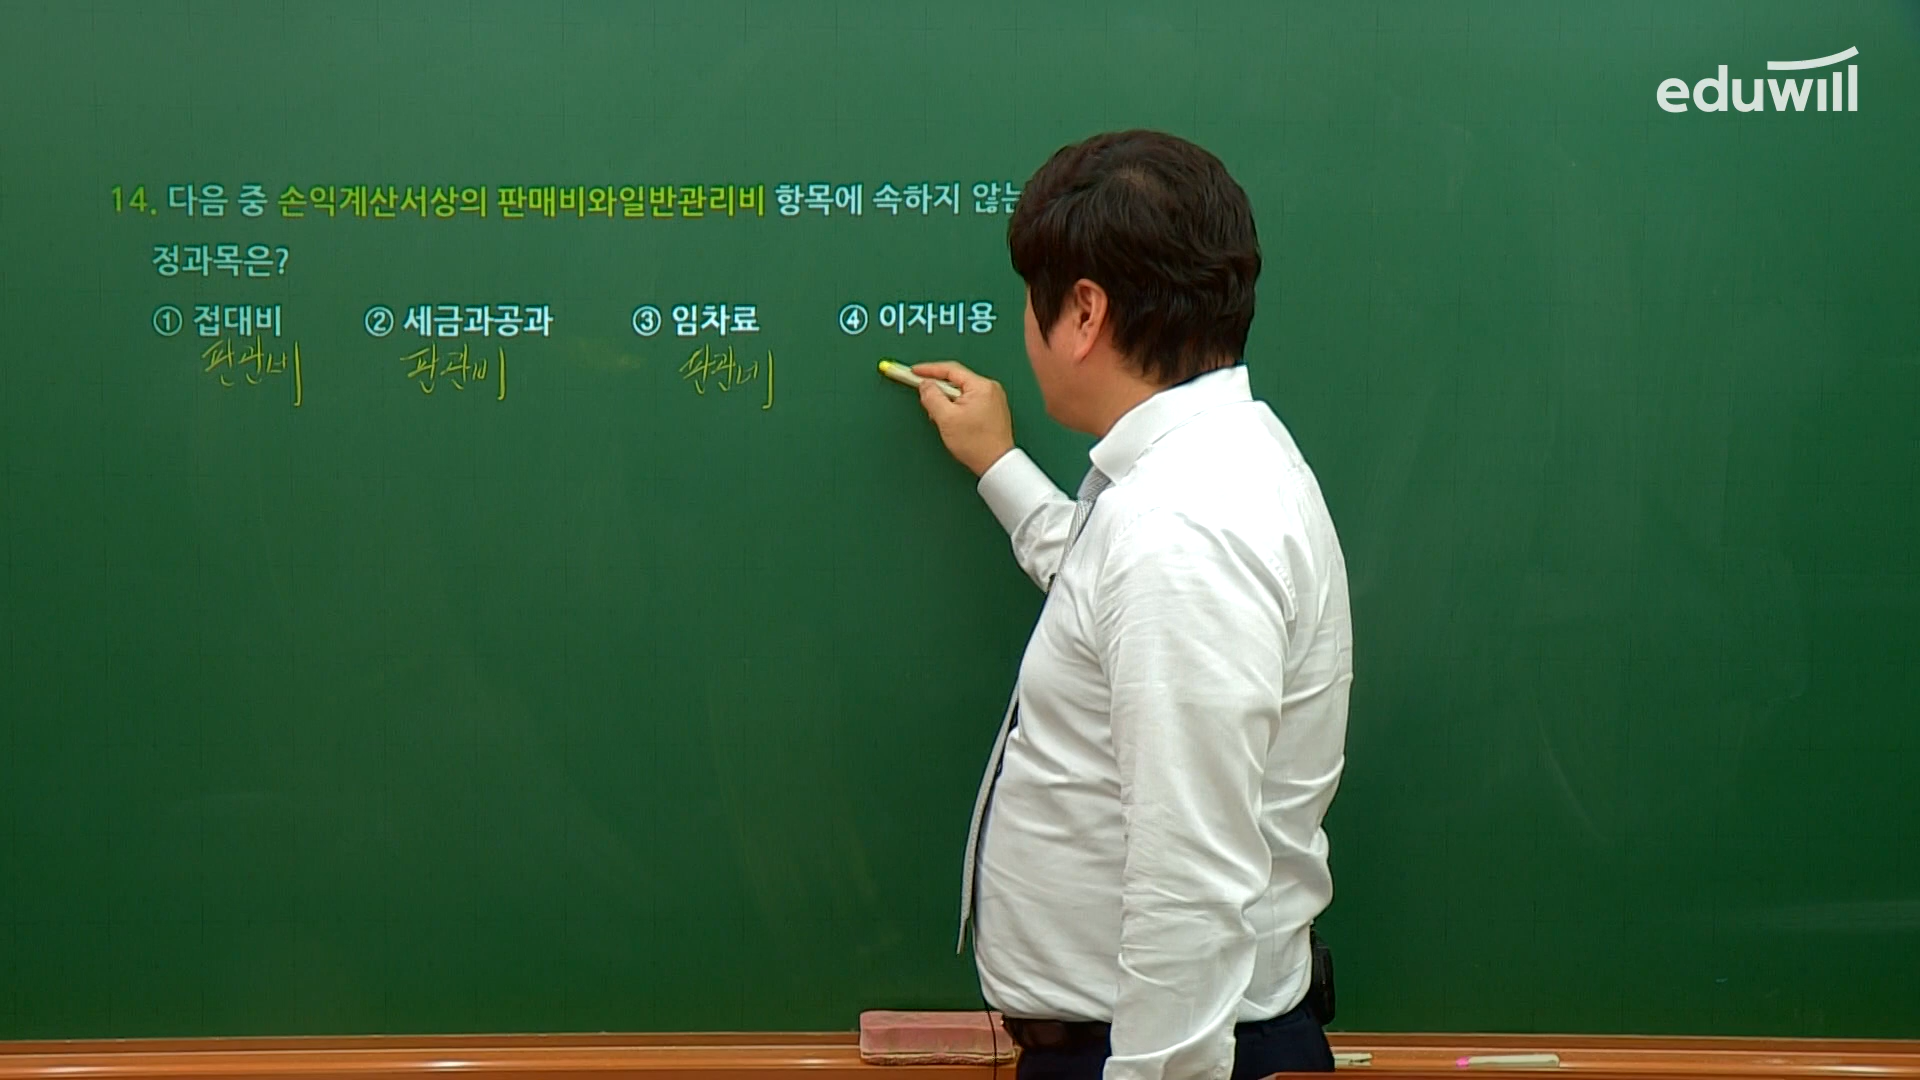 eduwill
14. 다음 중 손익계산서상의 판매비와일반관리비 항목에 속하지 않는
정과목은?
① 접대비 ② 세금과공과 ③ 임차료 ④ 이자비용
판관비 판관비 판관비